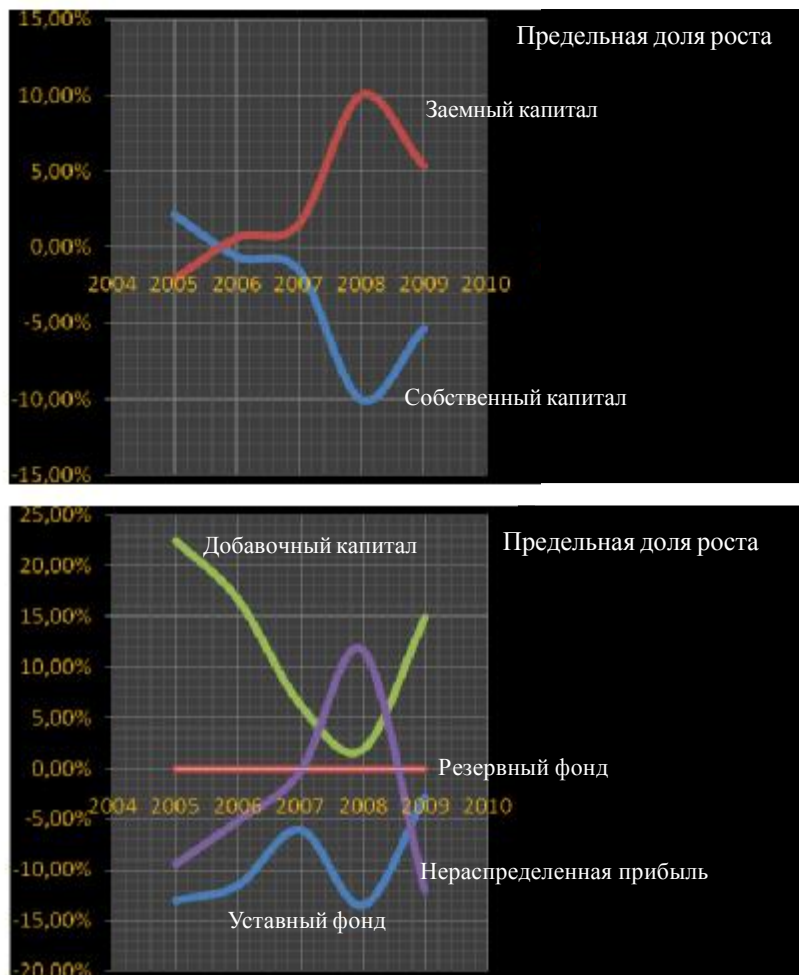 15,00%
Предельная доля роста
10,00%
Заемный капитал
5,00%
0,00%
2004 2005 2006 2007 2008 2009 2010
-5,00%
-10,00%
Собственный капитал
-15,00%
25,00%
Добавочный капитал
Предельная доля роста
20,00%
15,00%
10,00%
5,00%
0,00%
Резервный фонд
2004 2005 2006 2007 2008 2009 2010
-5,00%
-10,00%
Нераспределенная прибыль
-15,00%
Уставный фонд
-20,00%